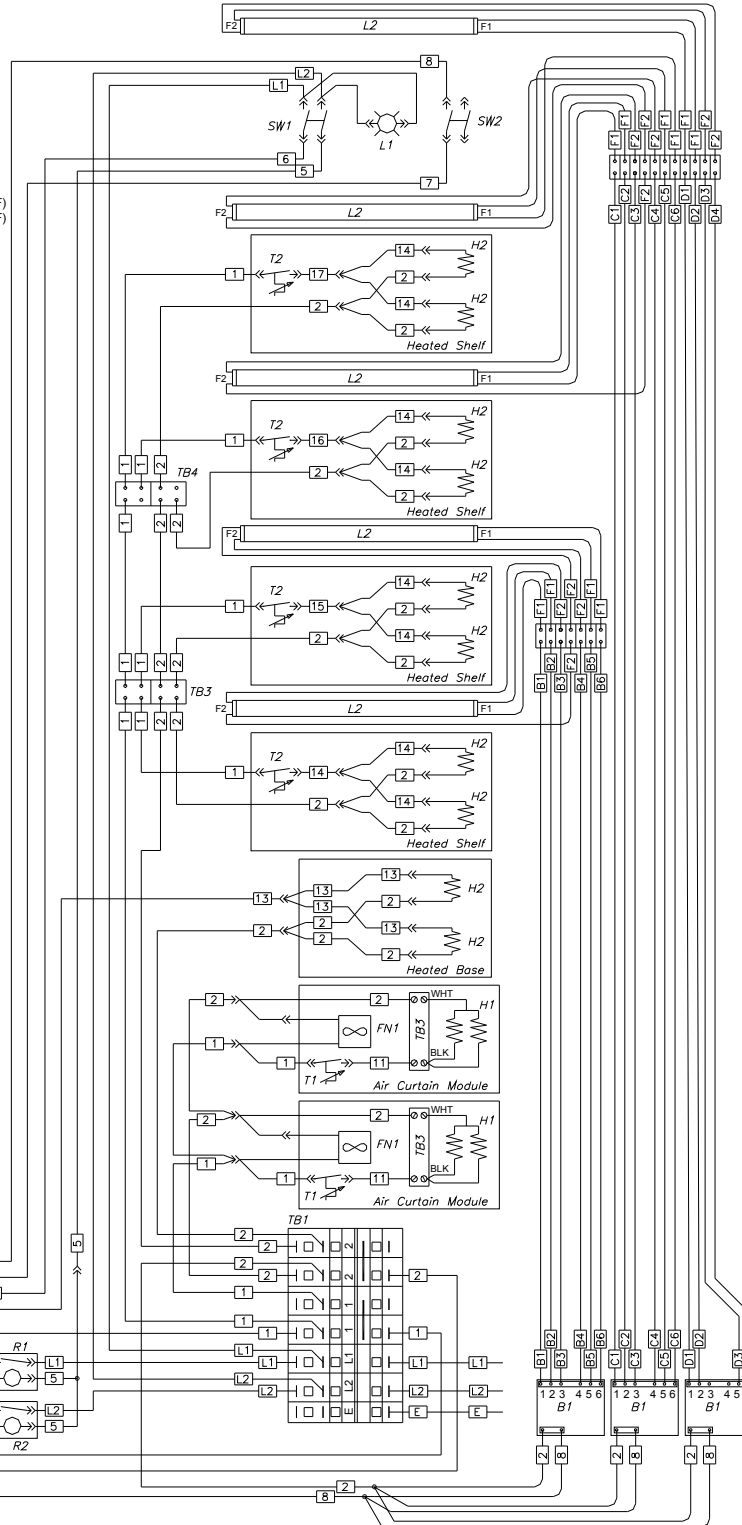 F2 L2 F1
8
L2
L1
SW1 L1 SW2
6
5
7
F1 F1 F2 F2 F1 F1 F1 F1 F2 F2
C1 C2 C3 F2 C4 C5 C6 D1 D2 D3 D4
F)
F)
F2 L2 F1
T2 14 H2
1 17 2
14 H2
2 2
Heated Shelf
F2 L2 F1
T2 14 H2
1 16 2
14 H2
2 2
Heated Shelf
1 1 2
TB4
1 2 2
F2 L2 F1
T2 14 H2
1 15 2
14 H2
2 2
Heated Shelf
F1 F1 F2 F2 F1 F1 F1
B1 B2 B3 F2 B4 B5 B6
1 1 2 2
TB3
1 1 2 2
F2 L2 F1
T2 14 H2
1 14 2
14 H2
2 2
Heated Shelf
13 13 13 H2
13 2
2 2 13 H2
2 2
Heated Base
2 2 WHT H1
FN1 TB3
1 1 11 BLK
T1 Air Curtain Module
2 2 WHT H1
FN1 TB3
1 1 11 BLK
T1 Air Curtain Module
TB1
5
2
2 2
2
2 2 2
1 1
1
1 1 1
R1 L1 L1
L1 L1 L1 L1
5 L2
L2 L2 L2 L2
5 E E E
R2
B1 B2 B3 B4 B5 B6 C1 C2 C3 C4 C5 C6 D1 D2 D3
1 2 3 4 5 6 1 2 3 4 5 6 1 2 3 4 5
B1 B1 B1
2 8 2 8 2 8
2
8